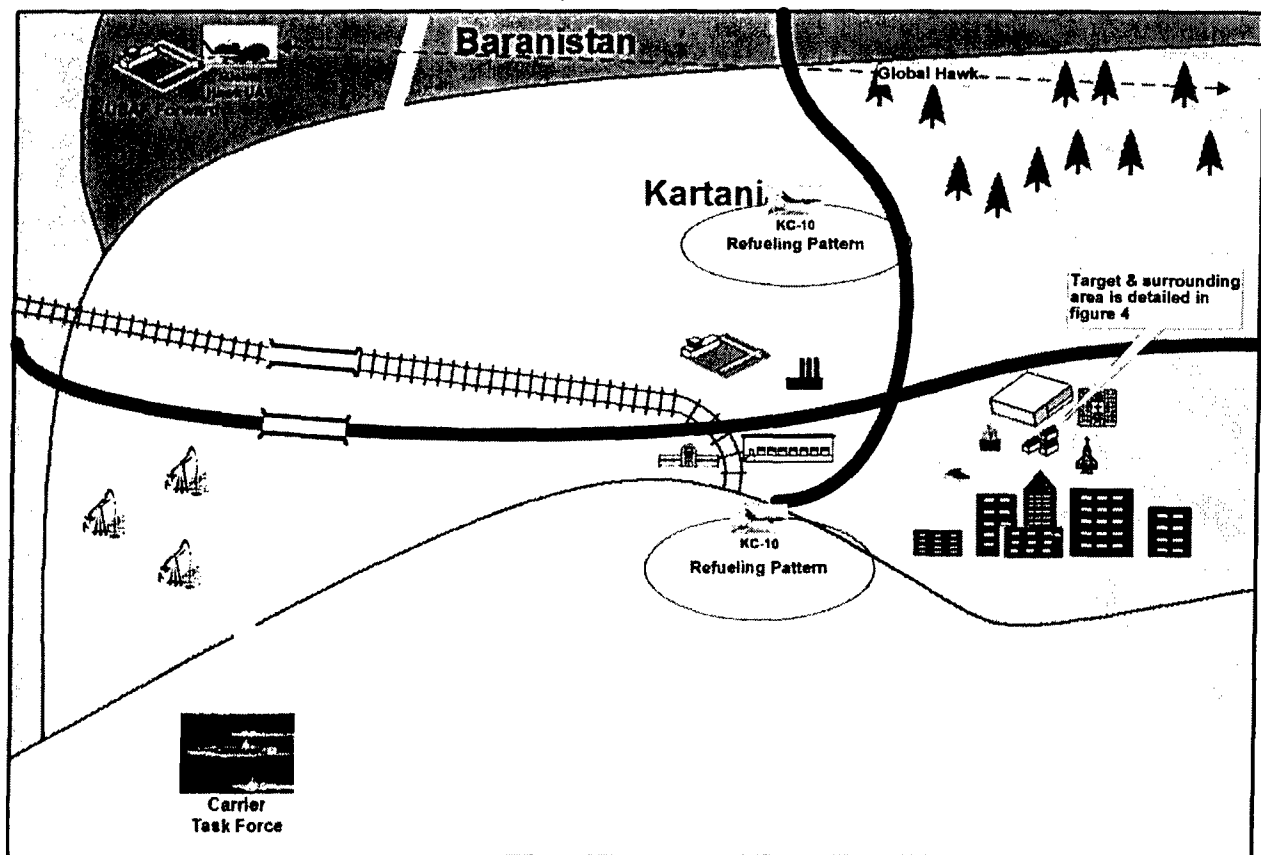 Baranistan
Global Hawk
Kartani
KC-10
Refueling Pattern
Target & surrounding
area is detailed in
figure 4
KC-10
Refueling Pattern
Carrier
Task Force